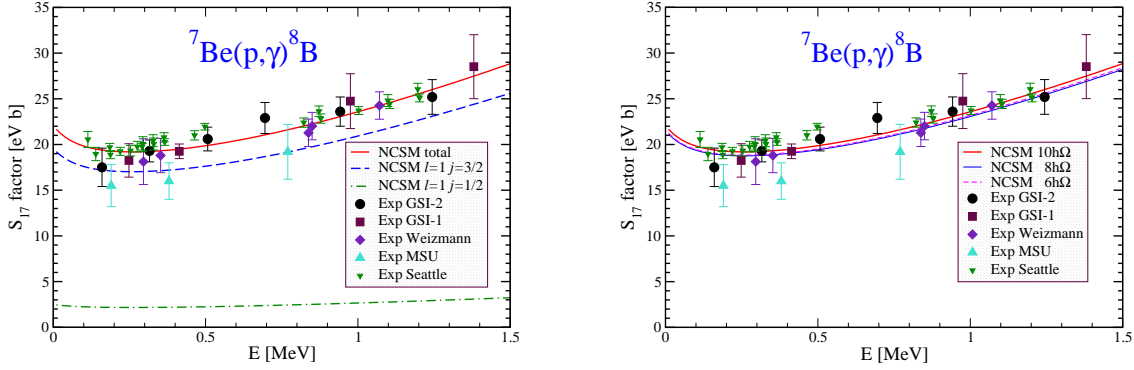 ⁷Be(p,γ)⁸B
S₁₇ factor [eV b]
35
30
25
20
15
10
5
0
NCSM total
NCSM l=1 j=3/2
NCSM l=1 j=1/2
Exp GSI-2
Exp GSI-1
Exp Weizmann
Exp MSU
Exp Seattle
0
0.5
1
1.5
E [MeV]
⁷Be(p,γ)⁸B
S₁₇ factor [eV b]
35
30
25
20
15
10
5
0
NCSM 10hΩ
NCSM 8hΩ
NCSM 6hΩ
Exp GSI-2
Exp GSI-1
Exp Weizmann
Exp MSU
Exp Seattle
0
0.5
1
1.5
E [MeV]